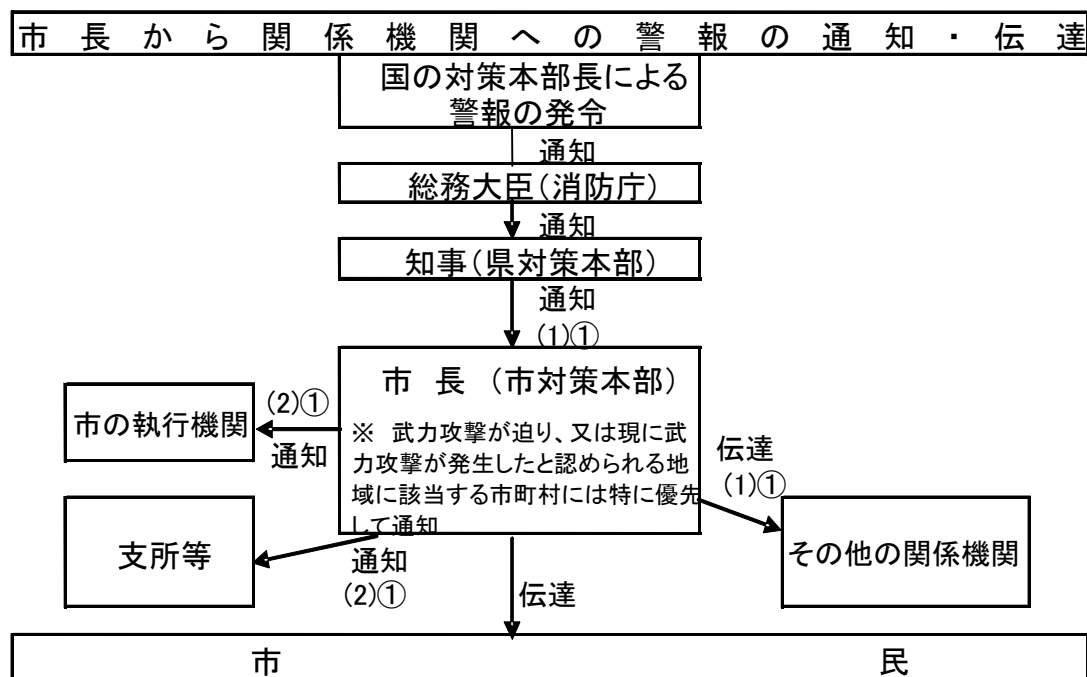 市長から関係機関への警報の通知・伝達
国の対策本部長による
警報の発令
通知
総務大臣(消防庁)
通知
知事(県対策本部)
通知
(1)①
市 長 (市対策本部)
※ 武力攻撃が迫り、又は現に武
力攻撃が発生したと認められる地
域に該当する市町村には特に優先
して通知
(2)①
市の執行機関
通知
伝達
(1)①
支所等
通知
(2)①
その他の関係機関
伝達
市 民